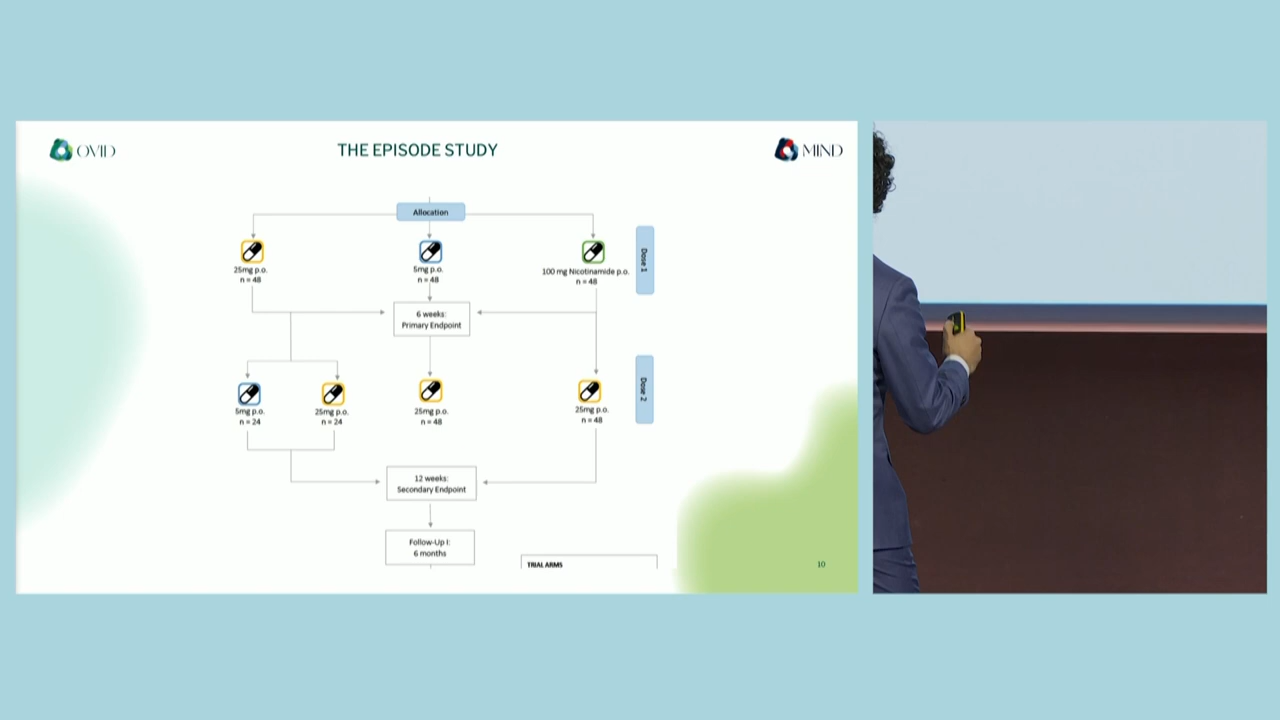 OVID
THE EPISODE STUDY
MIND
Allocation
25mg p.o.
n = 48
5mg p.o.
n = 48
100 mg Nicotinamide p.o.
n = 48
Dose 1
6 weeks:
Primary Endpoint
5mg p.o.
n = 24
25mg p.o.
n = 24
25mg p.o.
n = 48
25mg p.o.
n = 48
Dose 2
12 weeks:
Secondary Endpoint
Follow-Up I:
6 months
TRIAL ARMS
10